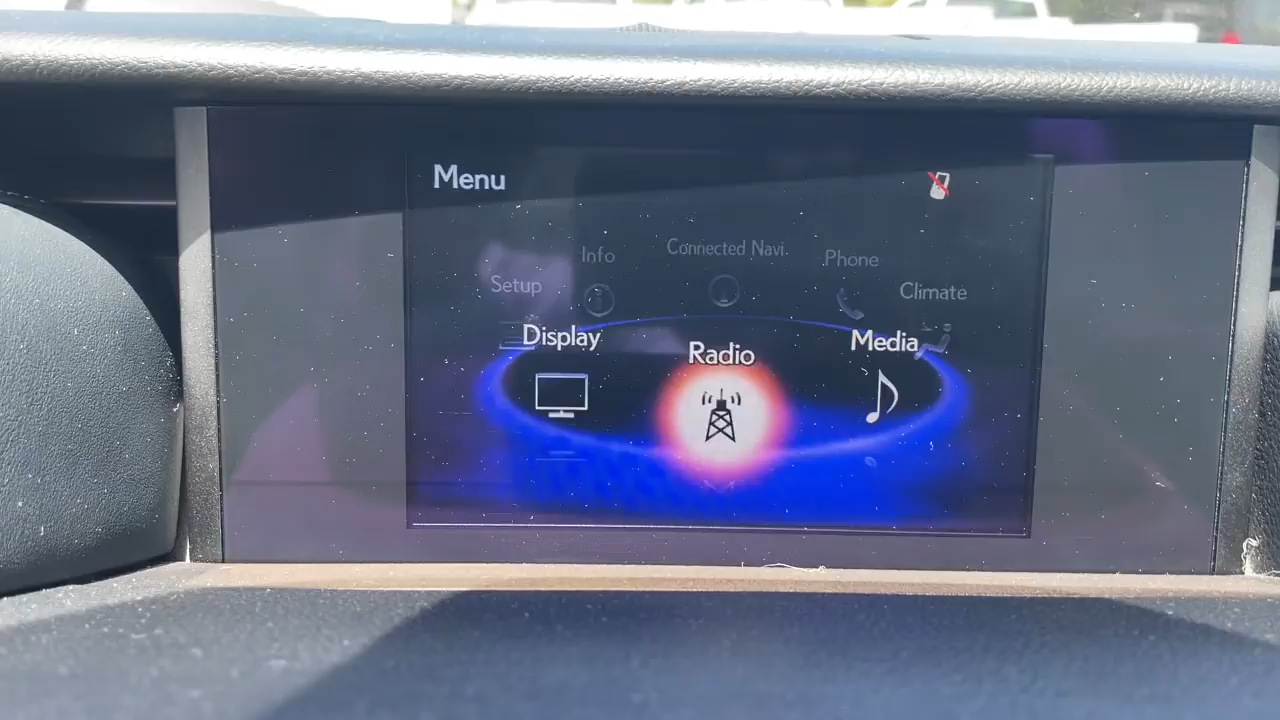 Menu
Info
Connected Navi.
Phone
Setup
Climate
Display
Radio
Media